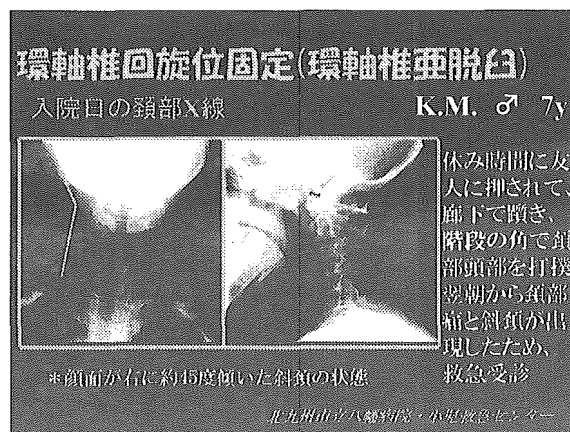 環軸椎回旋位固定(環軸椎亜脱臼)
入院日の頚部X線
K.M. ♂ 7y
休み時間に友
人に押されて、
廊下で躓き、
階段の角で頚
部頭部を打撲
翌朝から頚部
痛と斜頚が出
現したため、
救急受診
*顔面が右に約45度傾いた斜頚の状態
北九州市立八幡病院・小児救急センター